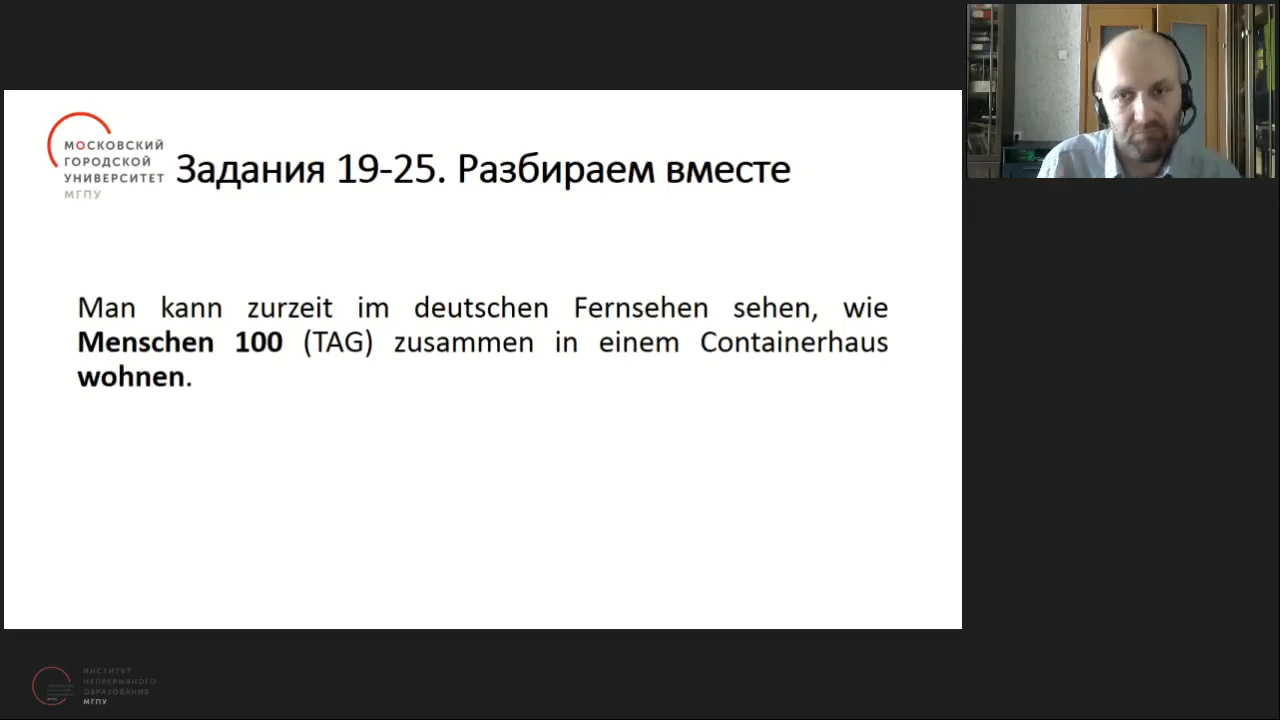 МОСКОВСКИЙ
ГОРОДСКОЙ
УНИВЕРСИТЕТ
МГПУ
Задания 19-25. Разбираем вместе
Man kann zurzeit im deutschen Fernsehen sehen, wie
Menschen 100 (TAG) zusammen in einem Containerhaus
wohnen.
ИНСТИТУТ
НЕПРЕРЫВНОГО
ОБРАЗОВАНИЯ
МГПУ